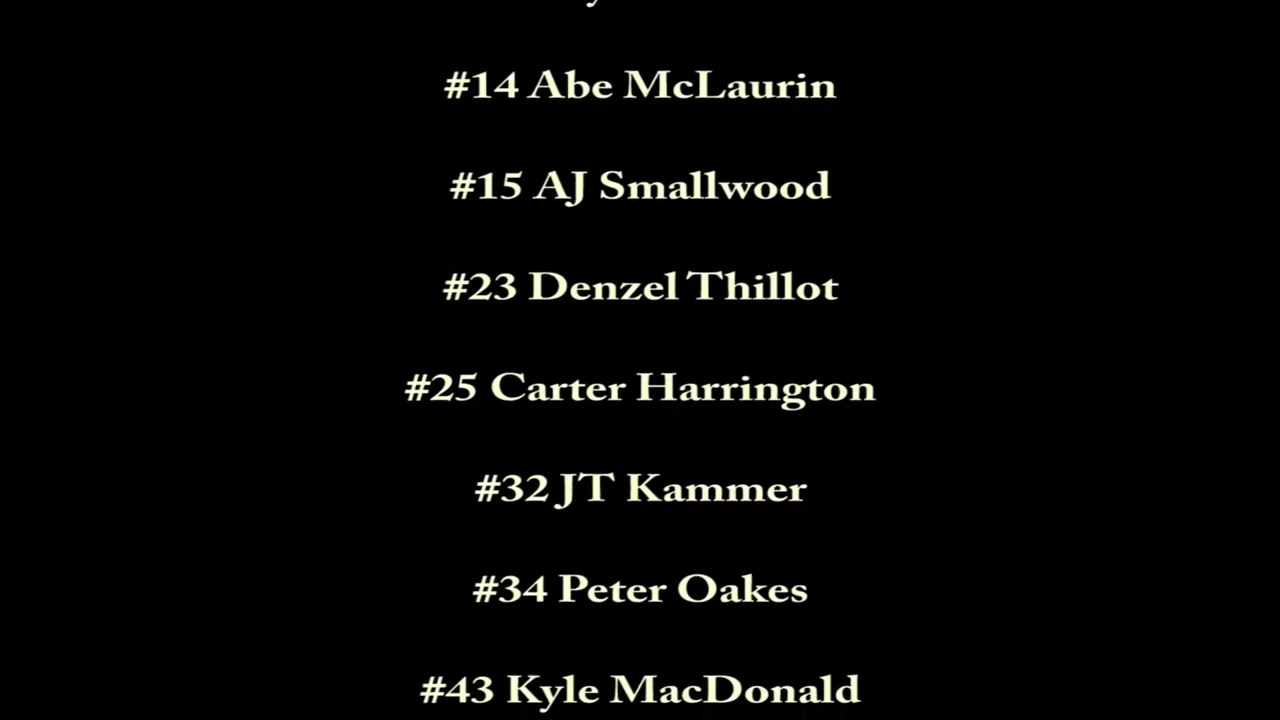 #14 Abe McLaurin
#15 AJ Smallwood
#23 Denzel Thillot
#25 Carter Harrington
#32 JT Kammer
#34 Peter Oakes
#43 Kyle MacDonald